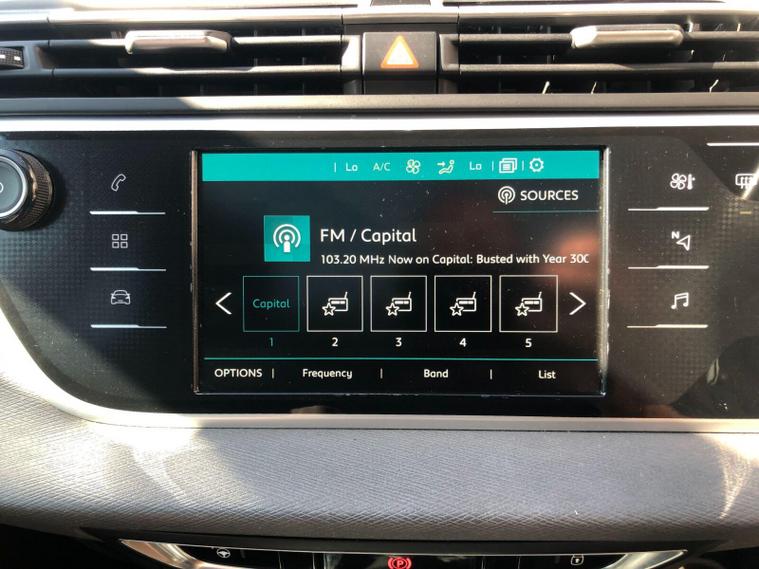 Lo A/C Lo
SOURCES
FM / Capital
103.20 MHz Now on Capital: Busted with Year 300
Capital
1 2 3 4 5
OPTIONS | Frequency | Band | List
N
P